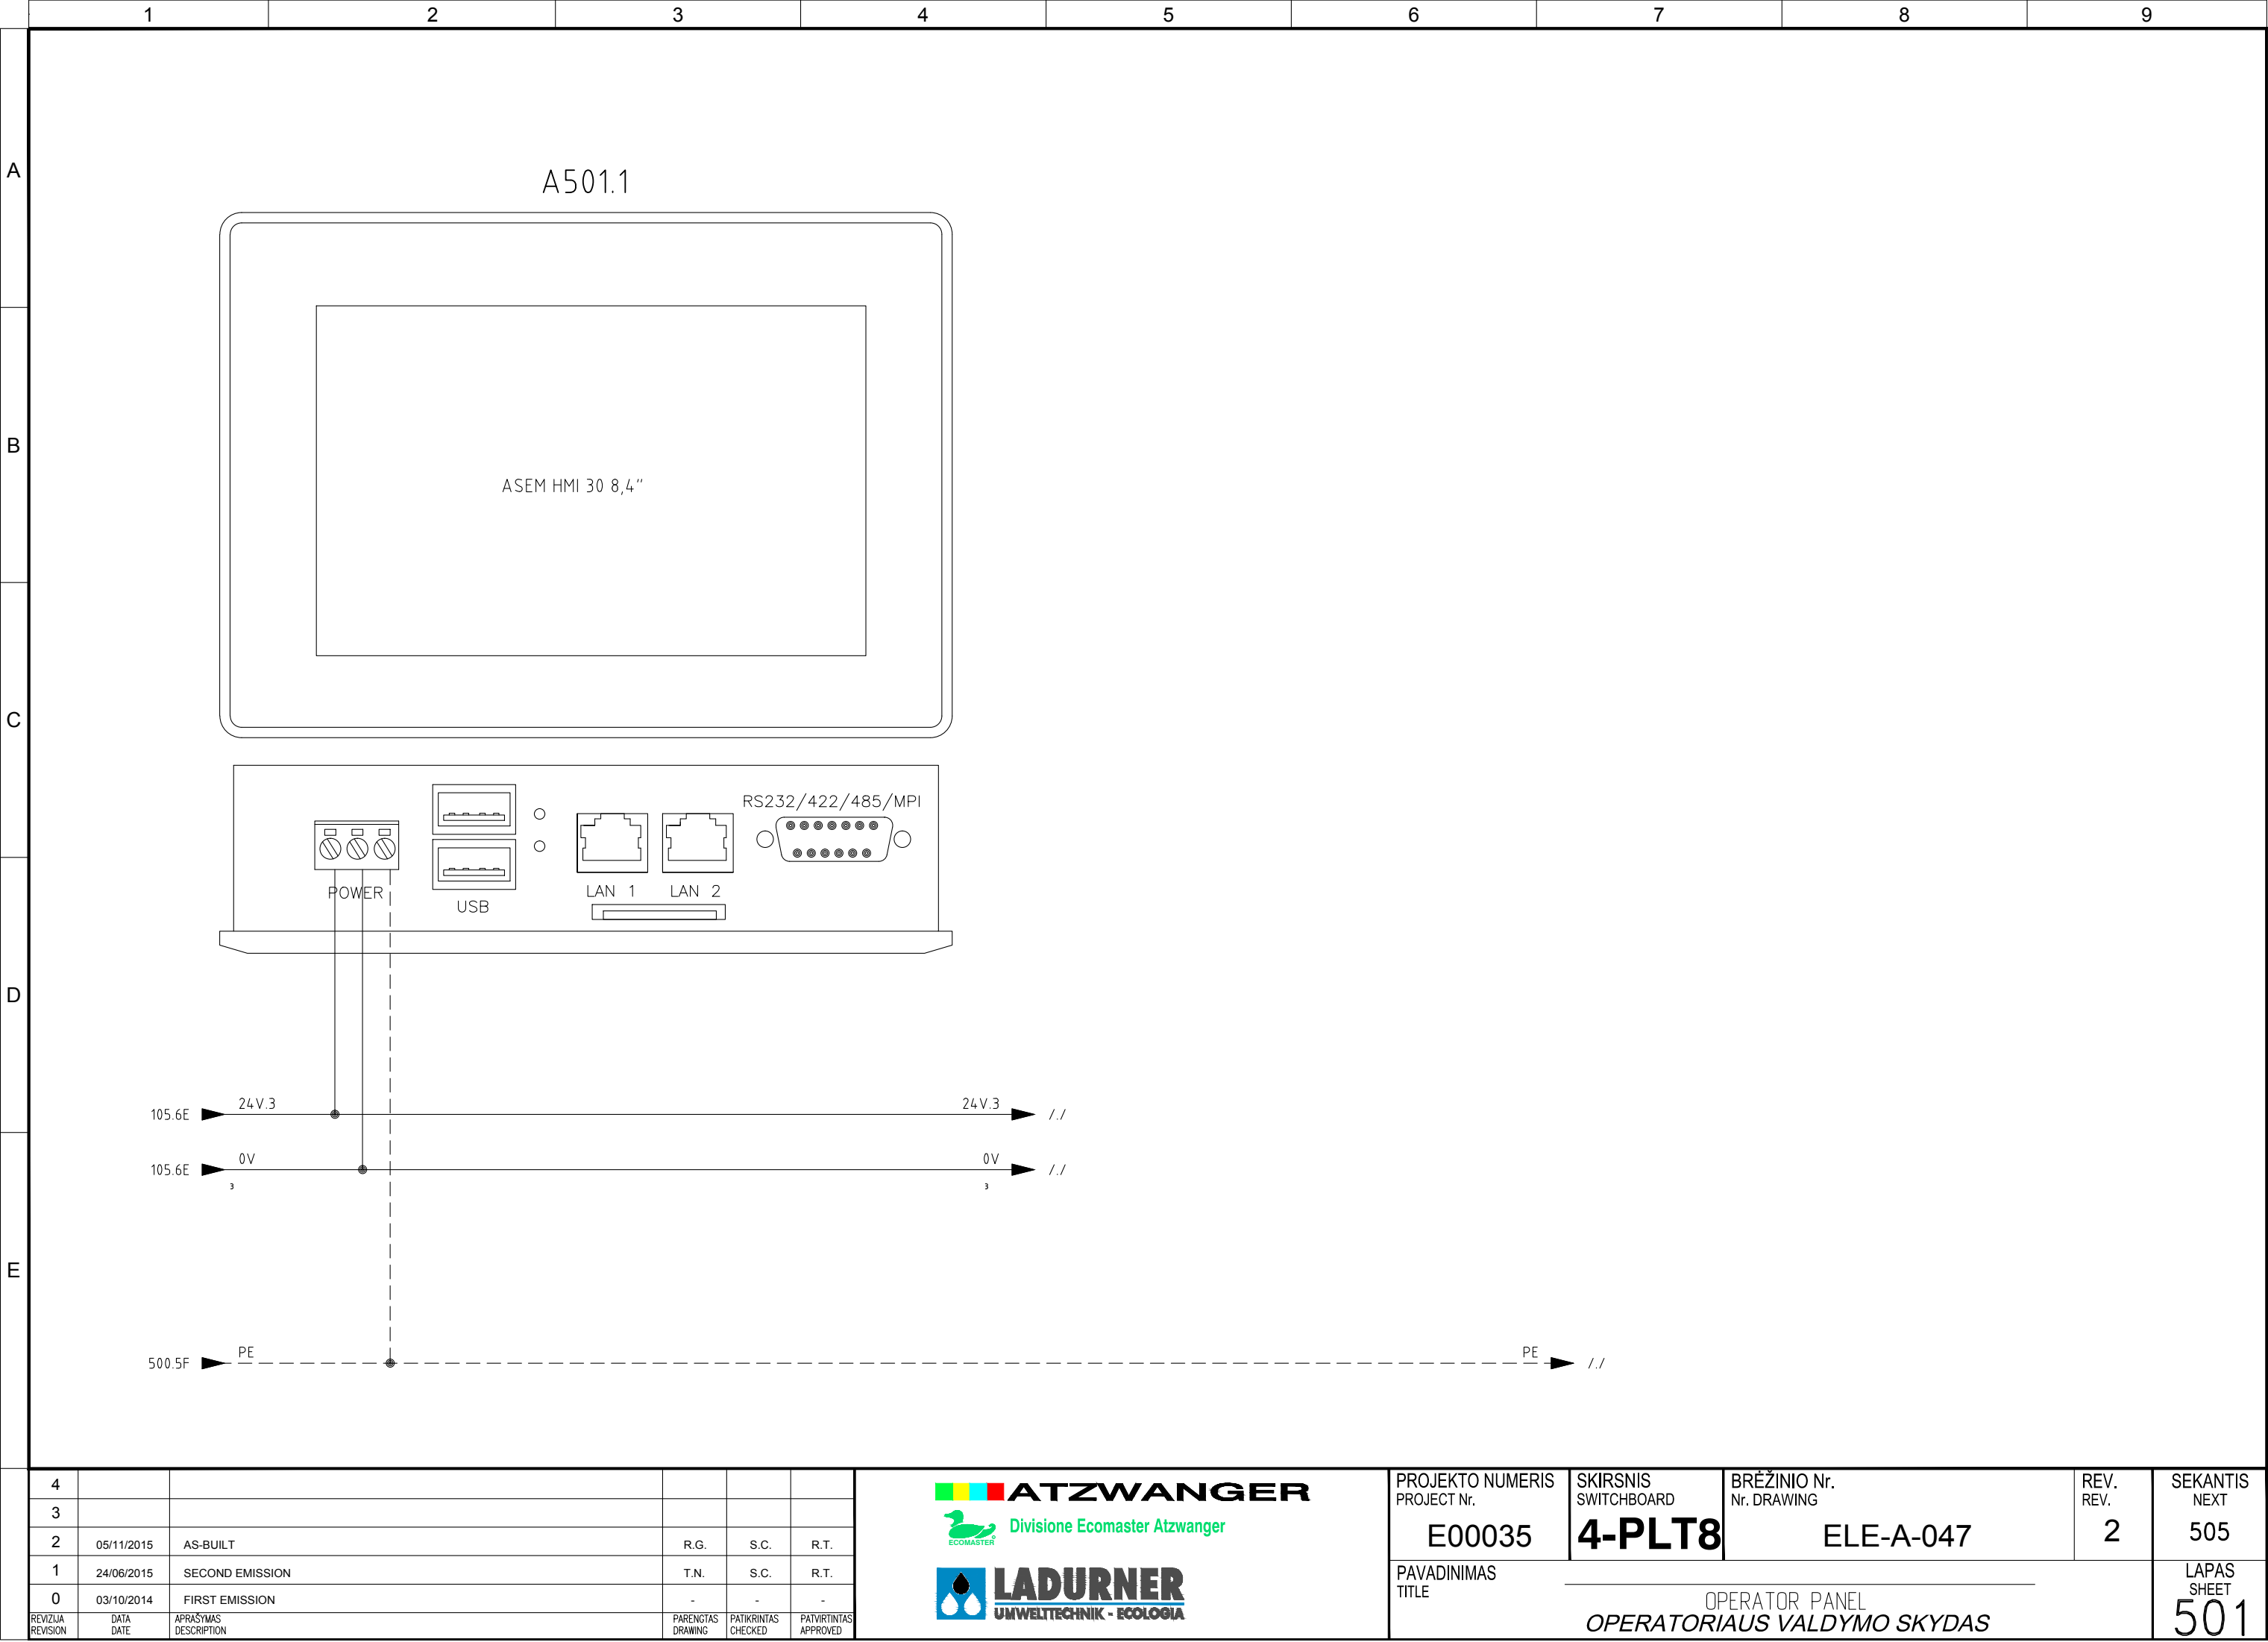 1 2 3 4 5 6 7 8 9
A
B
C
D
E
A501.1
ASEM HMI 30 8,4"
RS232/422/485/MPI
POWER
USB
LAN 1
LAN 2
105.6E 24V.3 24V.3 /./
105.6E 0V 0V /./
3 3
500.5F PE PE /./
4
3
2 05/11/2015 AS-BUILT R.G. S.C. R.T.
1 24/06/2015 SECOND EMISSION T.N. S.C. R.T.
0 03/10/2014 FIRST EMISSION - - -
REVIZIJA DATA APRAŠYMAS PARENGTAS PATIKRINTAS PATVIRTINTAS
REVISION DATE DESCRIPTION DRAWING CHECKED APPROVED
ATZWANGER
Divisione Ecomaster Atzwanger
ECOMASTER
LADURNER
UMWELTTECHNIK - ECOLOGIA
PROJEKTO NUMERIS
PROJECT Nr.
E00035
SKIRSNIS
SWITCHBOARD
4-PLT8
BRĖŽINIO Nr.
Nr. DRAWING
ELE-A-047
REV.
REV.
2
SEKANTIS
NEXT
505
PAVADINIMAS
TITLE
OPERATOR PANEL
OPERATORIAUS VALDYMO SKYDAS
LAPAS
SHEET
501